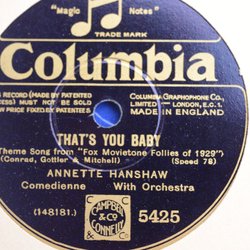 "Magic Notes"
TRADE MARK
Columbia
RECORD (MADE BY PATENTED
CESS) MUST NOT BE SOLD
W PRICE FIXED BY PATENTEES
COLUMBIA GRAPHOPHONE COMPANY
LIMITED LONDON, E.C.1.
MADE IN ENGLAND
THAT'S YOU BABY
Theme Song from "Fox Movietone Follies of 1929")
(Conrad, Gottler & Mitchell) (Speed 78)
ANNETTE HANSHAW
Comedienne With Orchestra
(148181.)
CAMPBELL
& Co
CONNELLY
5425